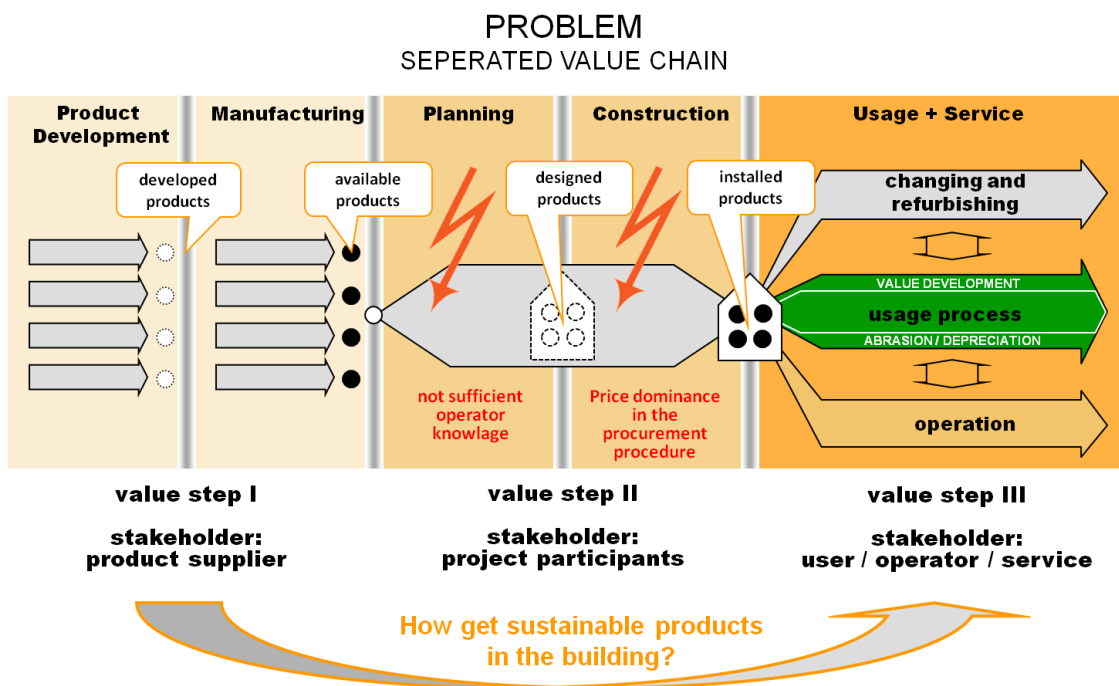 PROBLEM
SEPERATED VALUE CHAIN
Product
Development
Manufacturing
Planning
Construction
Usage + Service
developed
products
available
products
designed
products
installed
products
changing and
refurbishing
VALUE DEVELOPMENT
usage process
ABRASION / DEPRECIATION
operation
not sufficient
operator
knowlage
Price dominance
in the
procurement
procedure
value step I
stakeholder:
product supplier
value step II
stakeholder:
project participants
value step III
stakeholder:
user / operator / service
How get sustainable products
in the building?